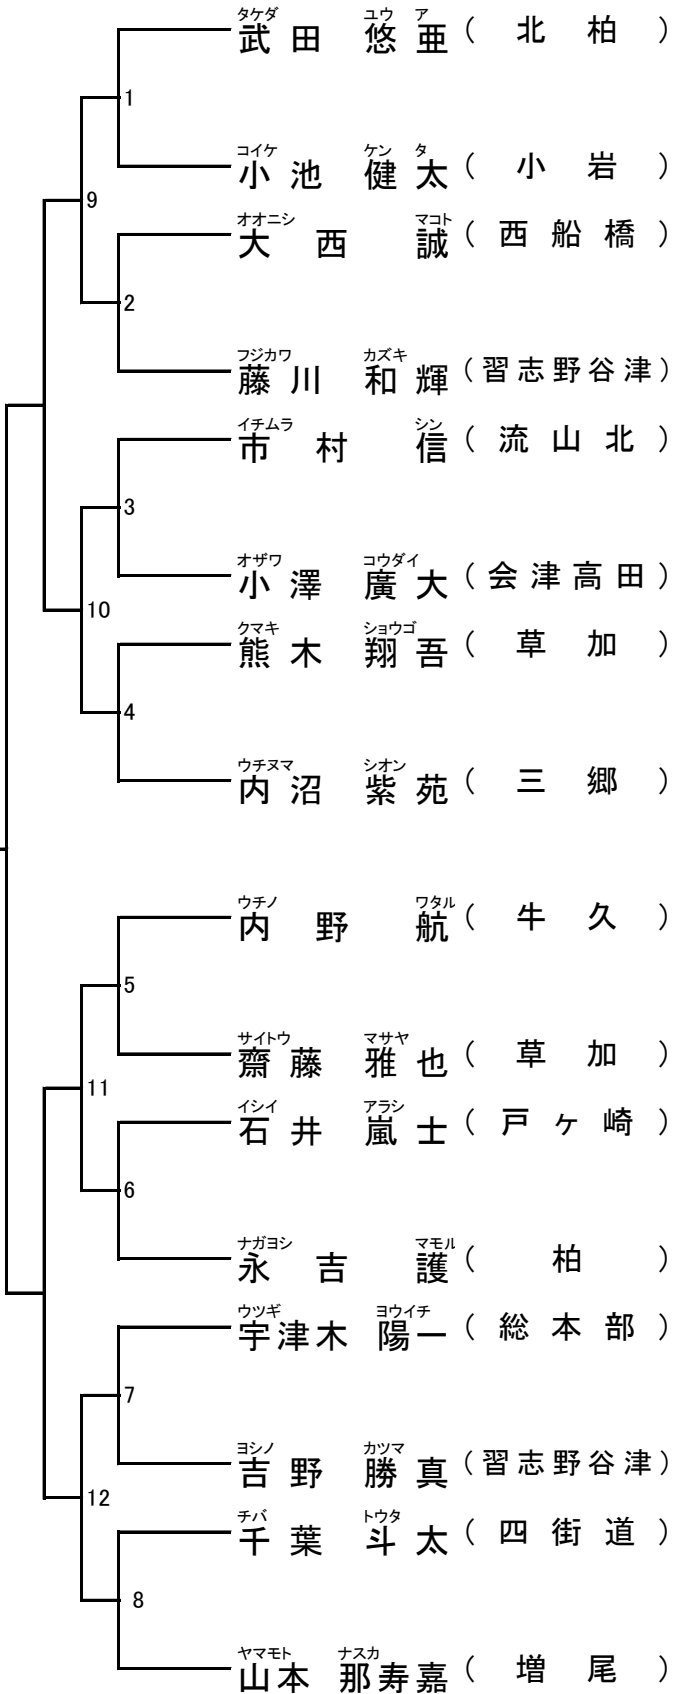 タケダ ユウ ア
武田 悠亜 ( 北柏 )
1
コイケ ケン タ
小池 健太 ( 小岩 )
9
オオニシ マコト
大西 誠 ( 西船橋 )
2
フジカワ カズキ
藤川 和輝 ( 習志野谷津 )
イチムラ シン
市村 信 ( 流山北 )
3
オザワ コウダイ
小澤 廣大 ( 会津高田 )
10
クマキ ショウゴ
熊木 翔吾 ( 草加 )
4
ウチヌマ シオン
内沼 紫苑 ( 三郷 )
ウチノ ワタル
内野 航 ( 牛久 )
5
サイトウ マサヤ
齋藤 雅也 ( 草加 )
11
イシイ アラシ
石井 嵐士 ( 戸ヶ崎 )
6
ナガヨシ マモル
永吉 護 ( 柏 )
ウツギ ヨウイチ
宇津木 陽一 ( 総本部 )
7
ヨシノ カツマ
吉野 勝真 ( 習志野谷津 )
12
チバ トウタ
千葉 斗太 ( 四街道 )
8
ヤマモト ナスカ
山本 那寿嘉 ( 増尾 )